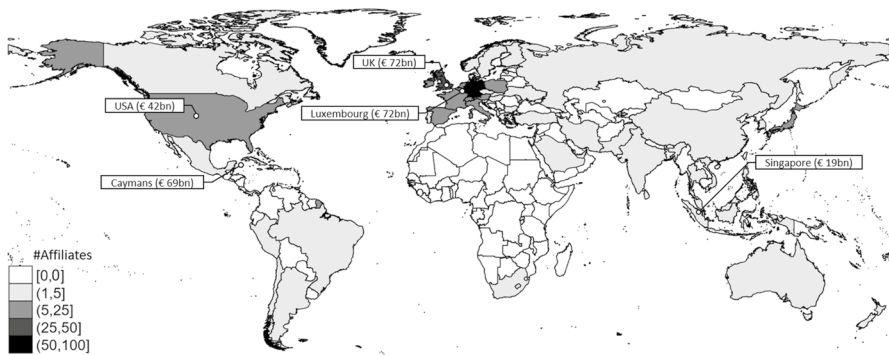 UK (€ 72bn)
USA (€ 42bn)
Luxembourg (€ 72bn)
Singapore (€ 19bn)
Caymans (€ 69bn)
#Affiliates
[0,0]
(1,5]
(5,25]
(25,50]
(50,100]